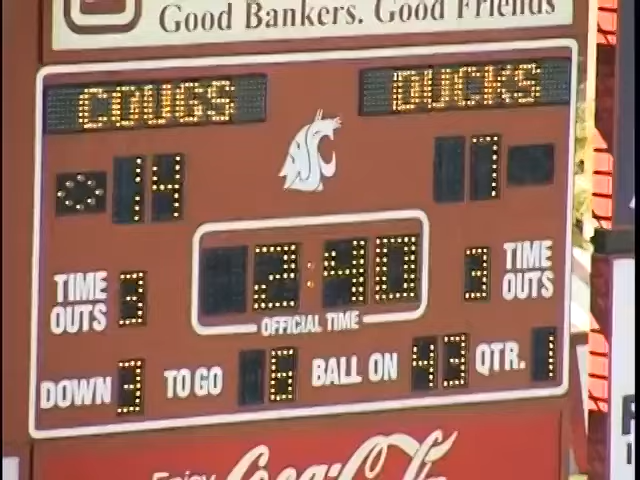 Good Bankers. Good Friends
COUGS DUCKS
14 7
2:40
TIME OUTS 3 3 TIME OUTS
OFFICIAL TIME
DOWN 3 TO GO 6 BALL ON 43 QTR. 1
Enjoy Coca-Cola